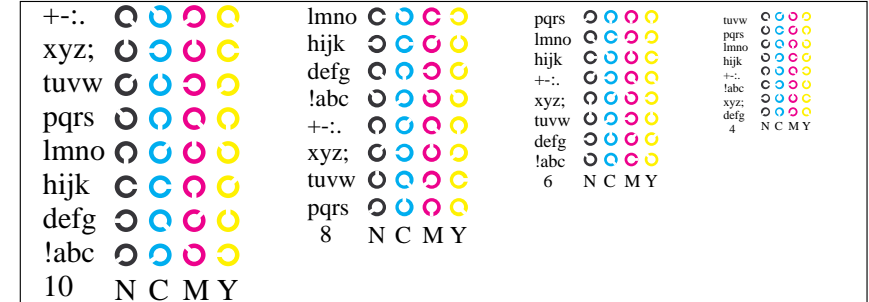 +-:.
xyz;
tuvw
pqrs
lmno
hijk
defg
!abc
10 N C M Y
lmno
hijk
defg
!abc
+-:.
xyz;
tuvw
pqrs
8 N C M Y
pqrs
lmno
hijk
+-:.
xyz;
tuvw
defg
!abc
6 N C M Y
tuvw
pqrs
lmno
hijk
+-:.
!abc
xyz;
defg
4 N C M Y